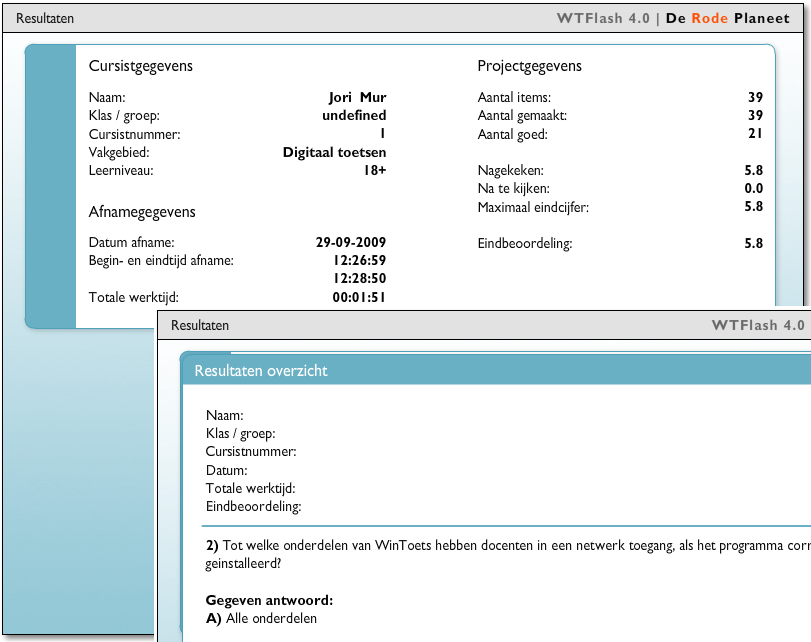 Resultaten WTFlash 4.0 | De Rode Planeet
Cursistgegevens
Naam: Jori Mur
Klas / groep: undefined
Cursistnummer: 1
Vakgebied: Digitaal toetsen
Leerniveau: 18+
Afnamegegevens
Datum afname: 29-09-2009
Begin- en eindtijd afname: 12:26:59
12:28:50
Totale werktijd: 00:01:51
Projectgegevens
Aantal items: 39
Aantal gemaakt: 39
Aantal goed: 21
Nagekeken: 5.8
Na te kijken: 0.0
Maximaal eindcijfer: 5.8
Eindbeoordeling: 5.8
Resultaten WTFlash 4.0
Resultaten overzicht
Naam:
Klas / groep:
Cursistnummer:
Datum:
Totale werktijd:
Eindbeoordeling:
2) Tot welke onderdelen van WinToets hebben docenten in een netwerk toegang, als het programma corr
geinstalleerd?
Gegeven antwoord:
A) Alle onderdelen